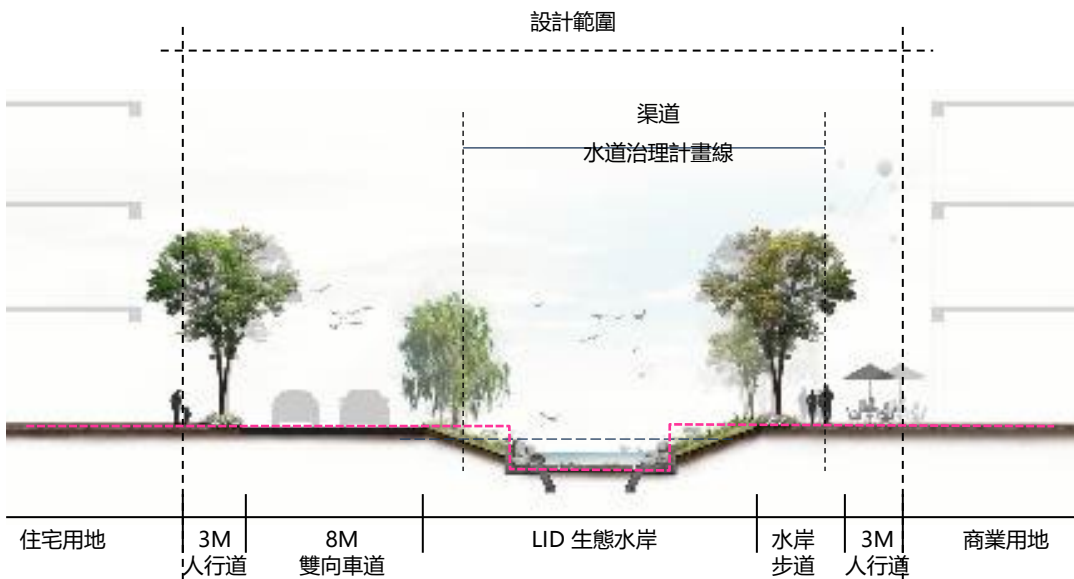 設計範圍
渠道
水道治理計畫線
住宅用地
3M
人行道
8M
雙向車道
LID 生態水岸
水岸
步道
3M
人行道
商業用地